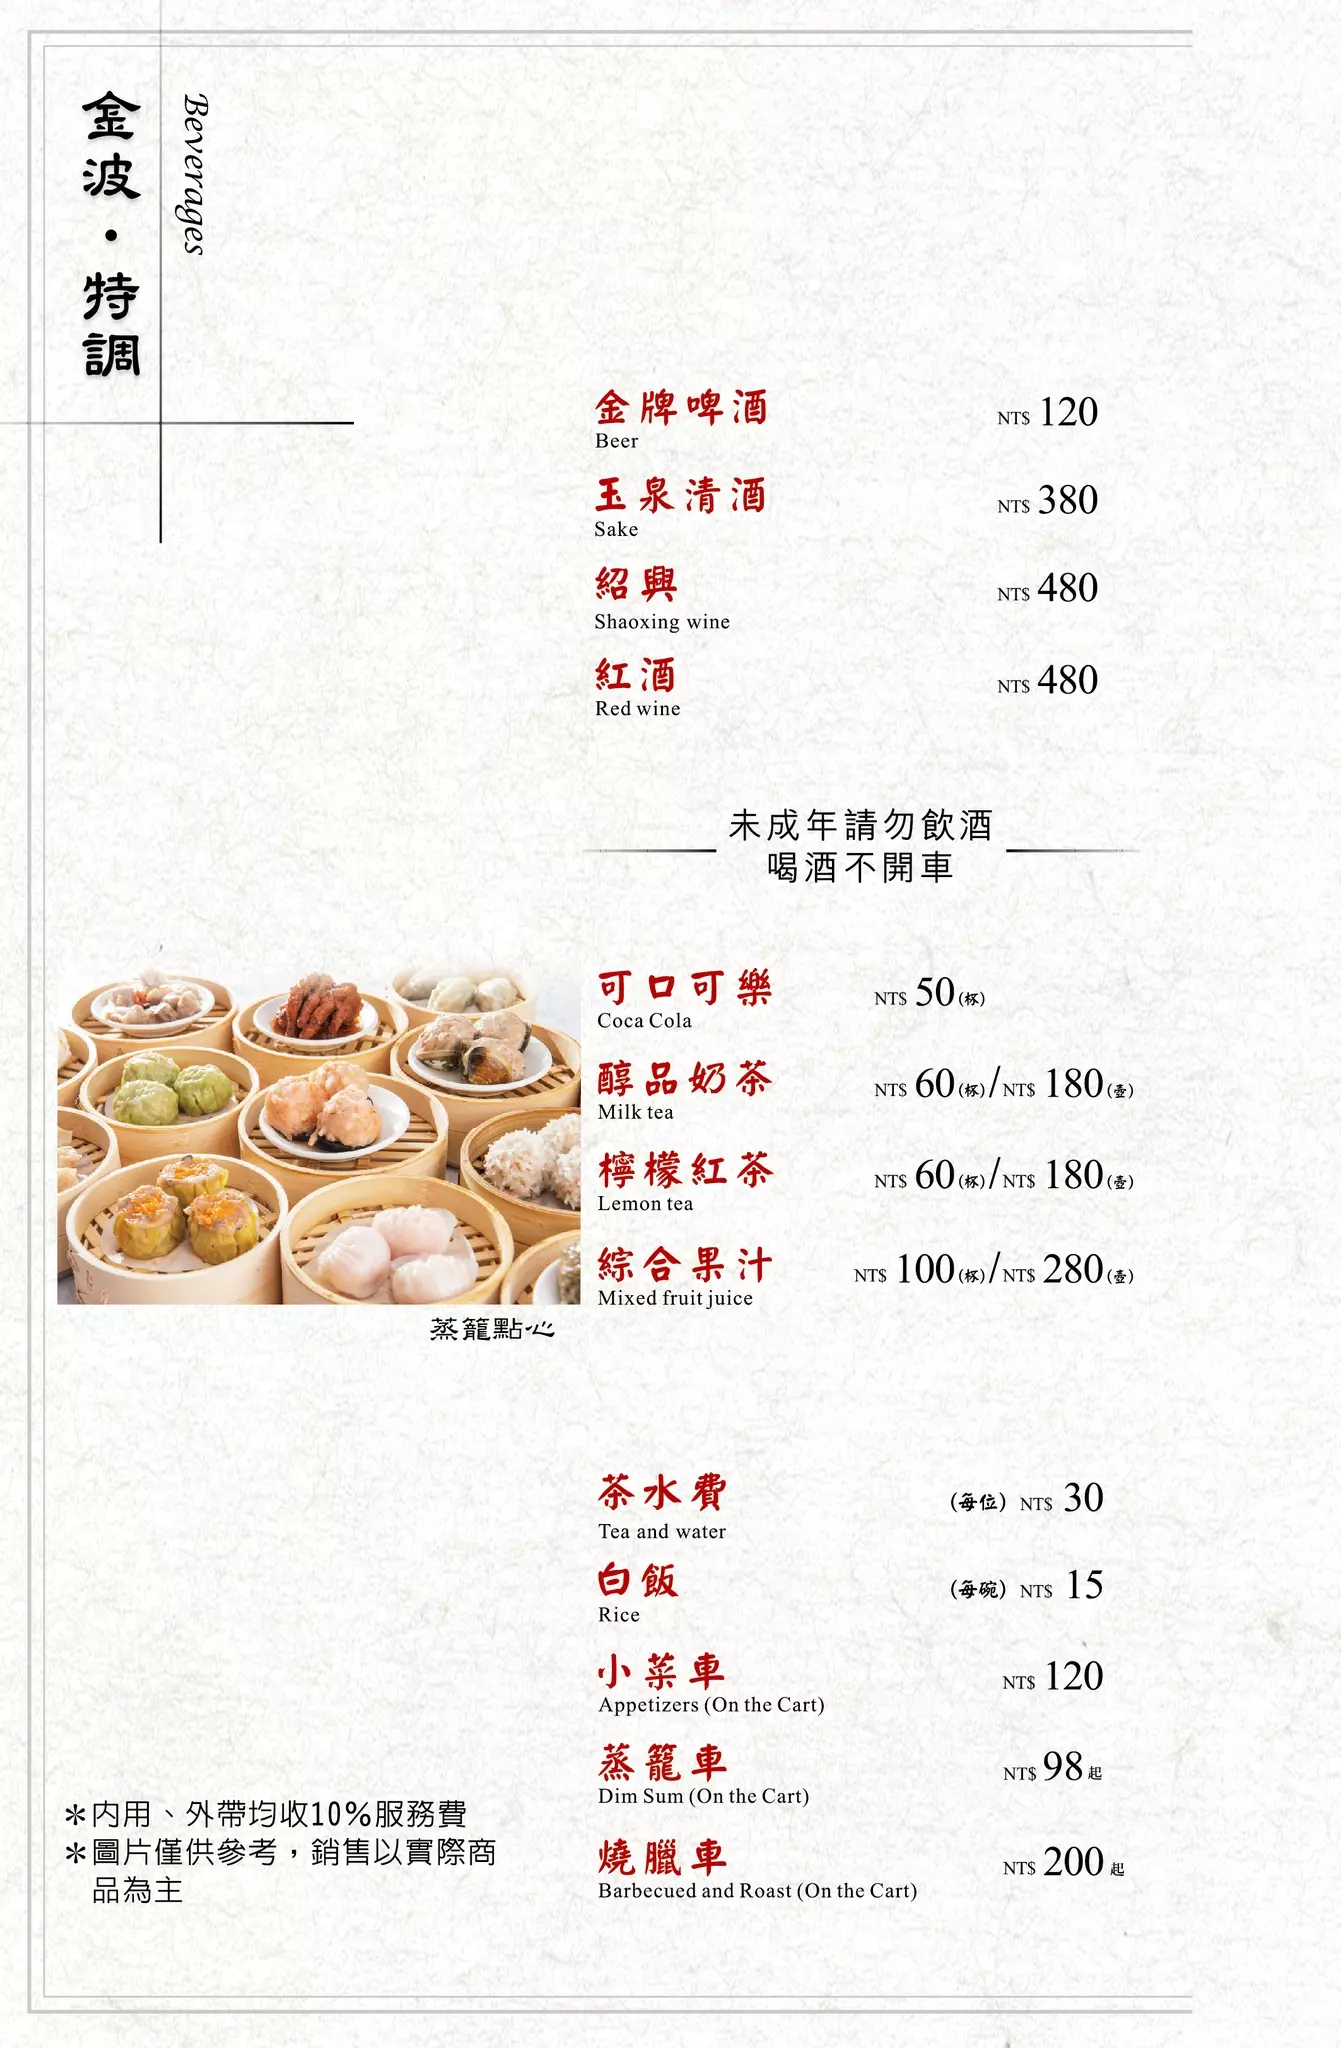 金波・特調
Beverages
金牌啤酒 NT$ 120
Beer
玉泉清酒 NT$ 380
Sake
紹興 NT$ 480
Shaoxing wine
紅酒 NT$ 480
Red wine
未成年請勿飲酒
喝酒不開車
可口可樂 NT$ 50(杯)
Coca Cola
醇品奶茶 NT$ 60(杯)/NT$ 180(壺)
Milk tea
檸檬紅茶 NT$ 60(杯)/NT$ 180(壺)
Lemon tea
綜合果汁 NT$ 100(杯)/NT$ 280(壺)
Mixed fruit juice
蒸籠點心
茶水費 (每位) NT$ 30
Tea and water
白飯 (每碗) NT$ 15
Rice
小菜車 NT$ 120
Appetizers (On the Cart)
蒸籠車 NT$ 98起
Dim Sum (On the Cart)
燒臘車 NT$ 200起
Barbecued and Roast (On the Cart)
＊內用、外帶均收10%服務費
＊圖片僅供參考，銷售以實際商
品為主